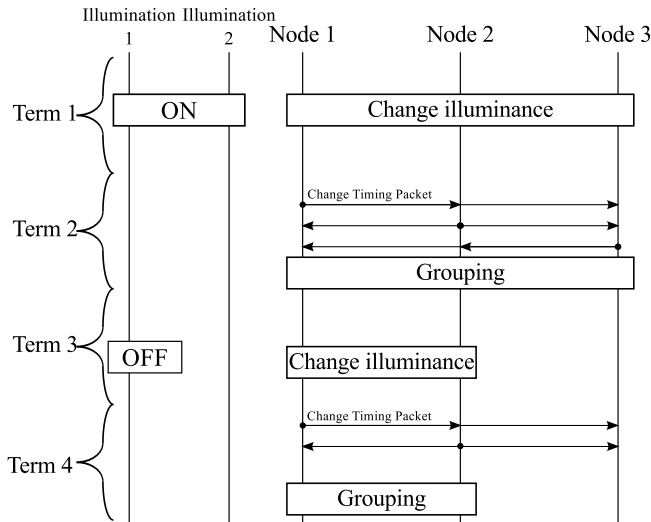 Illumination Illumination
1 2
Node 1 Node 2 Node 3
Term 1
ON
Change illuminance
Term 2
Change Timing Packet
Grouping
Term 3
OFF
Change illuminance
Term 4
Change Timing Packet
Grouping